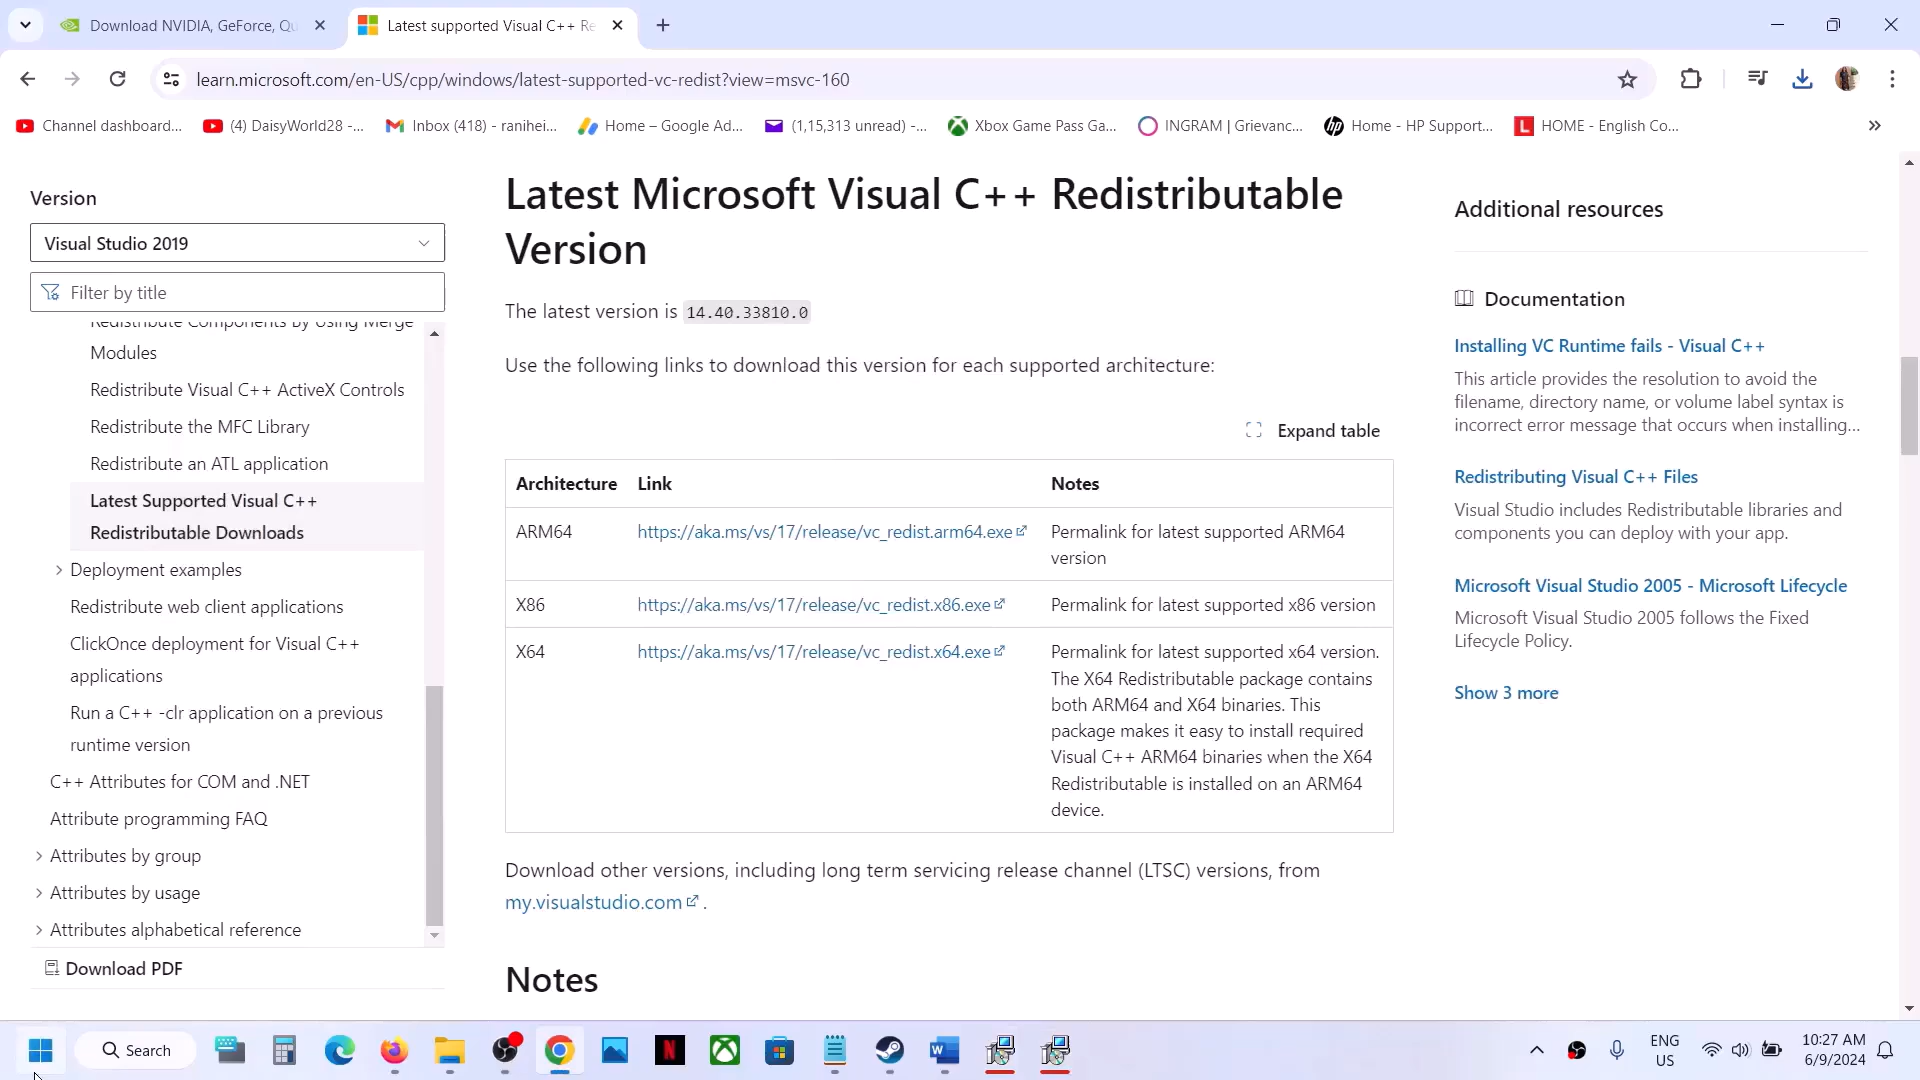 Download NVIDIA, GeForce, Qu
Latest supported Visual C++ Re
learn.microsoft.com/en-US/cpp/windows/latest-supported-vc-redist?view=msvc-160
Channel dashboard...
(4) DaisyWorld28 -...
Inbox (418) - ranihei...
Home – Google Ad...
(1,15,313 unread) -...
Xbox Game Pass Ga...
INGRAM | Grievanc...
Home - HP Support...
HOME - English Co...
Version
Visual Studio 2019
Filter by title
Redistribute Components By Using Merge
Modules
Redistribute Visual C++ ActiveX Controls
Redistribute the MFC Library
Redistribute an ATL application
Latest Supported Visual C++
Redistributable Downloads
Deployment examples
Redistribute web client applications
ClickOnce deployment for Visual C++
applications
Run a C++ -clr application on a previous
runtime version
C++ Attributes for COM and .NET
Attribute programming FAQ
Attributes by group
Attributes by usage
Attributes alphabetical reference
Download PDF
Latest Microsoft Visual C++ Redistributable
Version
The latest version is 14.40.33810.0
Use the following links to download this version for each supported architecture:
Expand table
Architecture Link Notes
ARM64 https://aka.ms/vs/17/release/vc_redist.arm64.exe Permalink for latest supported ARM64
version
X86 https://aka.ms/vs/17/release/vc_redist.x86.exe Permalink for latest supported x86 version
X64 https://aka.ms/vs/17/release/vc_redist.x64.exe Permalink for latest supported x64 version.
The X64 Redistributable package contains
both ARM64 and X64 binaries. This
package makes it easy to install required
Visual C++ ARM64 binaries when the X64
Redistributable is installed on an ARM64
device.
Download other versions, including long term servicing release channel (LTSC) versions, from
my.visualstudio.com .
Notes
Additional resources
Documentation
Installing VC Runtime fails - Visual C++
This article provides the resolution to avoid the
filename, directory name, or volume label syntax is
incorrect error message that occurs when installing...
Redistributing Visual C++ Files
Visual Studio includes Redistributable libraries and
components you can deploy with your app.
Microsoft Visual Studio 2005 - Microsoft Lifecycle
Microsoft Visual Studio 2005 follows the Fixed
Lifecycle Policy.
Show 3 more
Search
ENG
US
10:27 AM
6/9/2024